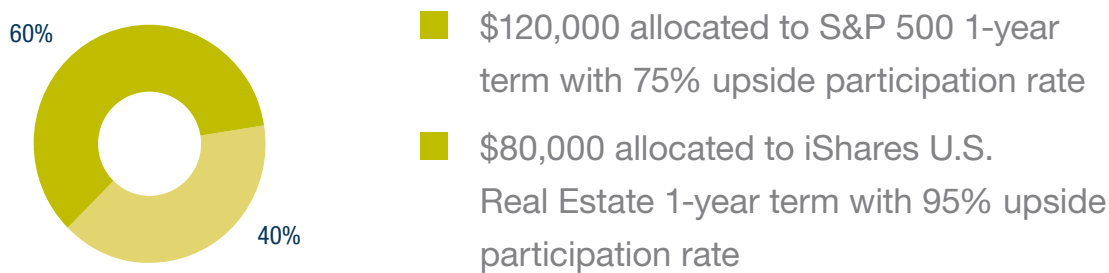 60%
40%
$120,000 allocated to S&P 500 1-year
term with 75% upside participation rate
$80,000 allocated to iShares U.S.
Real Estate 1-year term with 95% upside
participation rate